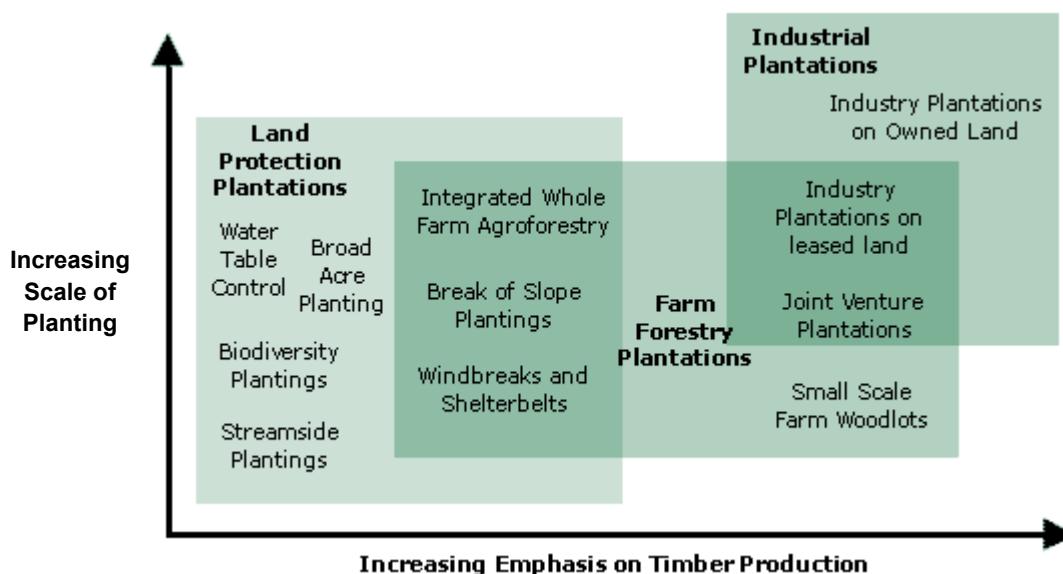 Industrial
Plantations
Industry Plantations
on Owned Land
Land
Protection
Plantations
Integrated Whole
Farm Agroforestry
Industry
Plantations on
leased land
Water
Table
Control
Broad
Acre
Planting
Increasing
Scale of
Planting
Break of Slope
Plantings
Farm
Forestry
Plantations
Joint Venture
Plantations
Biodiversity
Plantings
Windbreaks and
Shelterbelts
Small Scale
Farm Woodlots
Streamside
Plantings
Increasing Emphasis on Timber Production